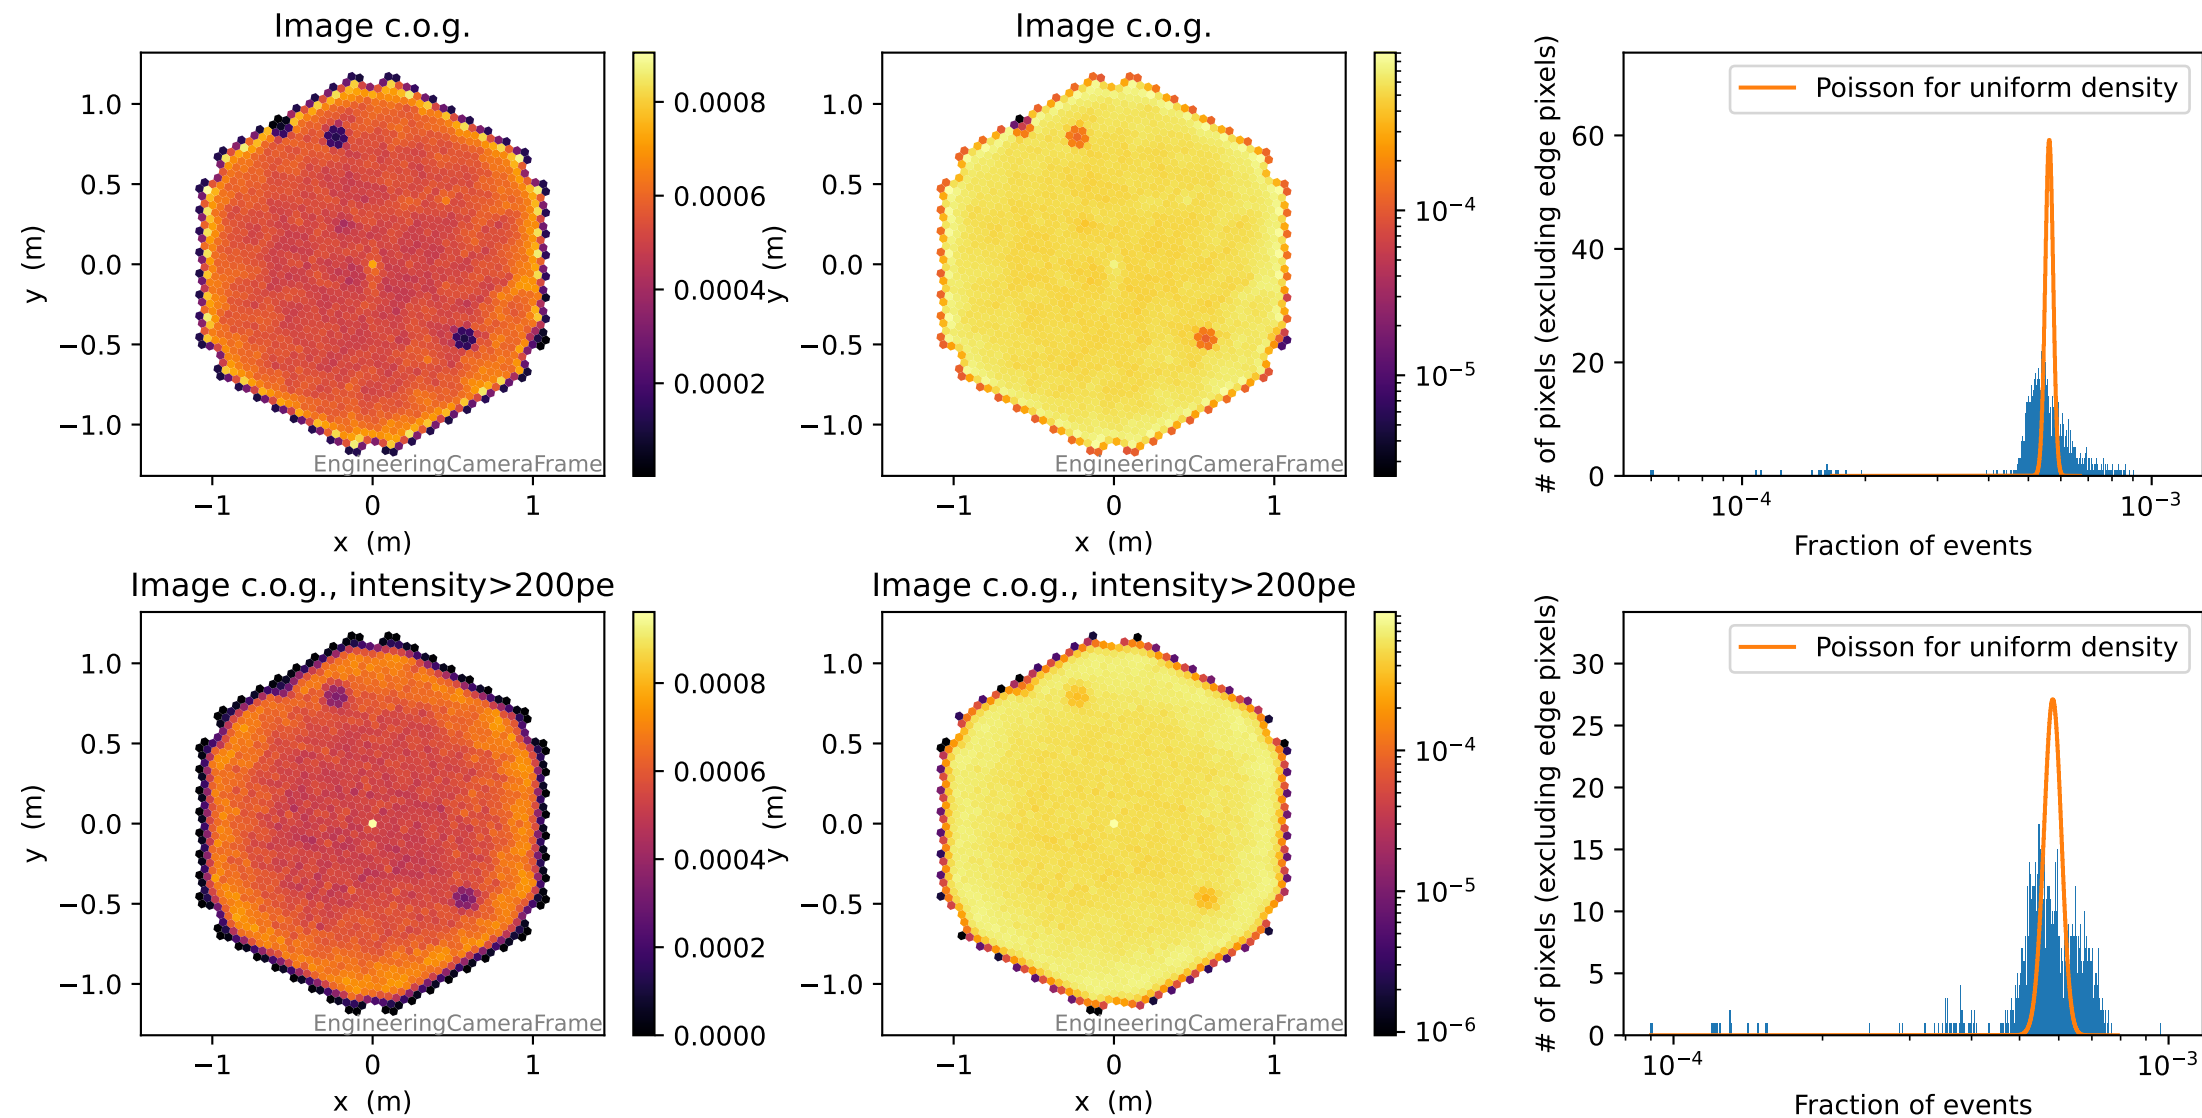 Image c.o.g.
1.0
0.5
0.0
−0.5
−1.0
y (m)
−1
0
1
x (m)
EngineeringCameraFrame
0.0008
0.0006
0.0004
0.0002
Image c.o.g.
1.0
0.5
0.0
−0.5
−1.0
y (m)
−1
0
1
x (m)
EngineeringCameraFrame
10⁻⁴
10⁻⁵
# of pixels (excluding edge pixels)
60
40
20
0
Poisson for uniform density
10⁻⁴
10⁻³
Fraction of events
Image c.o.g., intensity>200pe
1.0
0.5
0.0
−0.5
−1.0
y (m)
−1
0
1
x (m)
EngineeringCameraFrame
0.0008
0.0006
0.0004
0.0002
0.0000
Image c.o.g., intensity>200pe
1.0
0.5
0.0
−0.5
−1.0
y (m)
−1
0
1
x (m)
EngineeringCameraFrame
10⁻⁴
10⁻⁵
10⁻⁶
# of pixels (excluding edge pixels)
30
25
20
15
10
5
0
Poisson for uniform density
10⁻⁴
10⁻³
Fraction of events